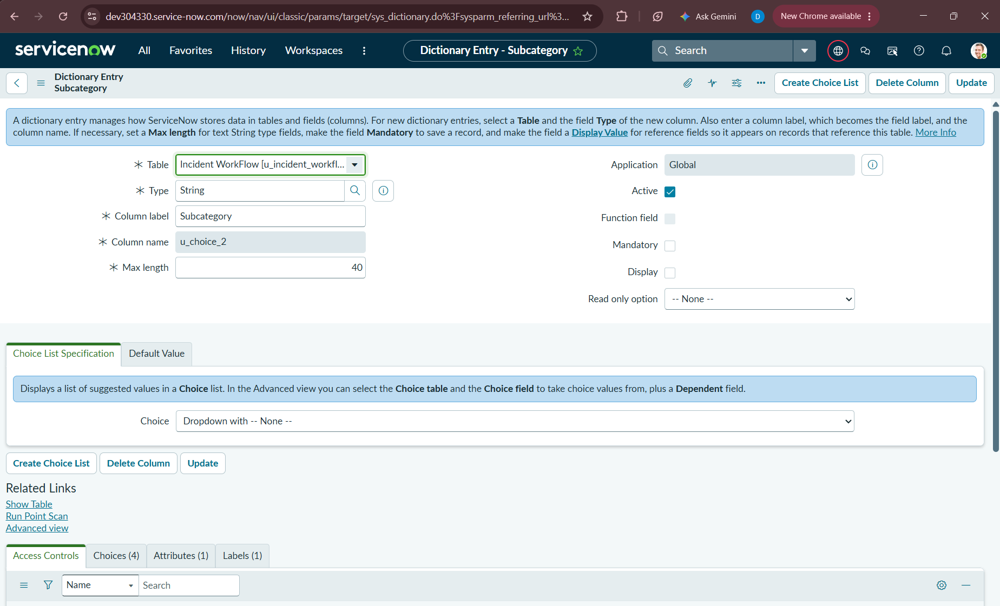 dev304330.service-now.com/now/nav/ui/classic/params/target/sys_dictionary.do%3Fsysparm_referring_url%3...
Ask Gemini
D
New Chrome available
servicenow
All
Favorites
History
Workspaces
Dictionary Entry - Subcategory
Search
Dictionary Entry
Subcategory
Create Choice List
Delete Column
Update
A dictionary entry manages how ServiceNow stores data in tables and fields (columns). For new dictionary entries, select a Table and the field Type of the new column. Also enter a column label, which becomes the field label, and the
column name. If necessary, set a Max length for text String type fields, make the field Mandatory to save a record, and make the field a Display Value for reference fields so it appears on records that reference this table. More Info
Table
Incident WorkFlow [u_incident_workfl...
Type
String
Column label
Subcategory
Column name
u_choice_2
Max length
40
Application
Global
Active
Function field
Mandatory
Display
Read only option
-- None --
Choice List Specification
Default Value
Displays a list of suggested values in a Choice list. In the Advanced view you can select the Choice table and the Choice field to take choice values from, plus a Dependent field.
Choice
Dropdown with -- None --
Create Choice List
Delete Column
Update
Related Links
Show Table
Run Point Scan
Advanced view
Access Controls
Choices (4)
Attributes (1)
Labels (1)
Name
Search